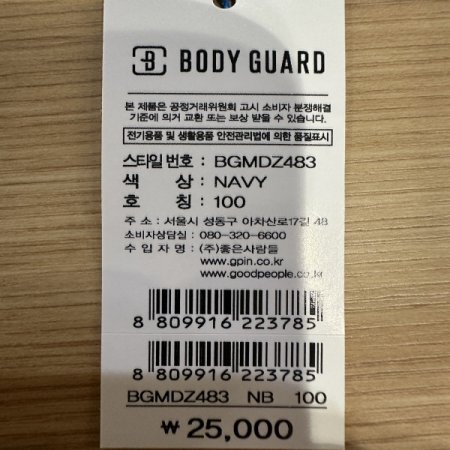 B BODY GUARD
본 제품은 공정거래위원회 고시 소비자 분쟁해결
기준에 의거 교환 또는 보상 받을 수 있습니다.
전기용품 및 생활용품 안전관리법에 의한 품질표시
스타일 번호 : BGMDZ483
색 상 : NAVY
호 칭 : 100
주 소 : 서울시 성동구 아차산로17길 48
소비자상담실 : 080-320-6600
수 입 자 명 : (주)좋은사람들
www.gpin.co.kr
www.goodpeople.co.kr
8 809916 223785
8 809916 223785
BGMDZ483 NB 100
₩ 25,000